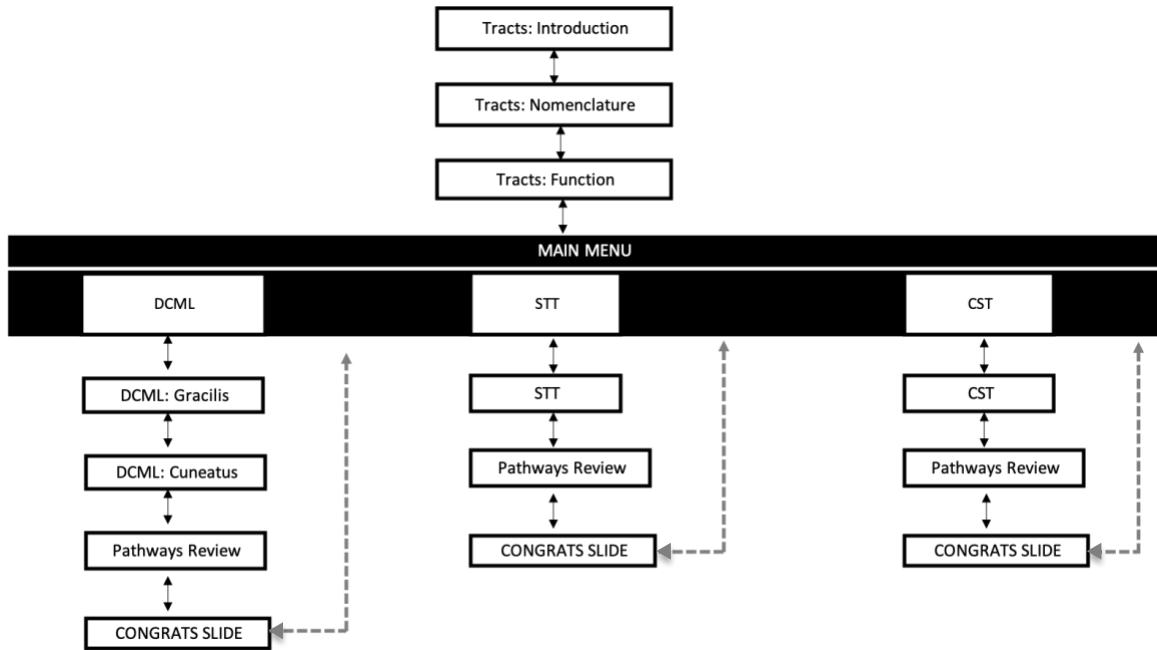 Tracts: Introduction
Tracts: Nomenclature
Tracts: Function
MAIN MENU
DCML
STT
CST
DCML: Gracilis
STT
CST
DCML: Cuneatus
Pathways Review
Pathways Review
Pathways Review
CONGRATS SLIDE
CONGRATS SLIDE
CONGRATS SLIDE